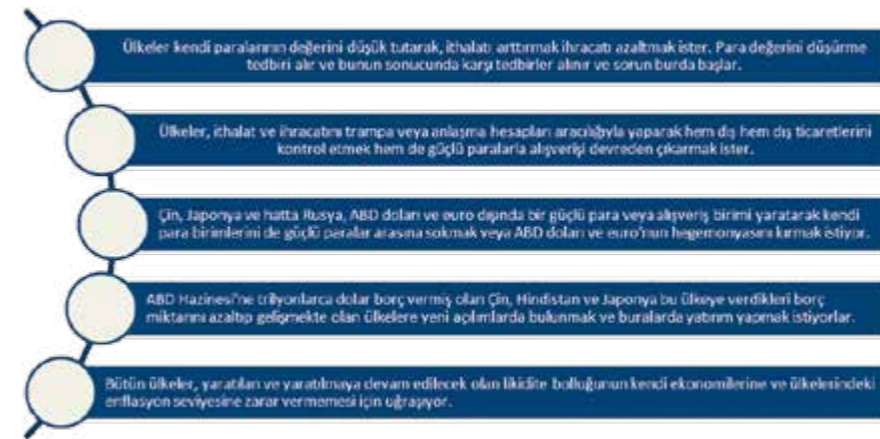 Ülkeler kendi paralarının değerini düşük tutarak, ithalatı arttırmak ihracatı azaltmak ister. Para değerini düşürme
tedbiri alır ve bunun sonucunda karşı tedbirler alınır ve sorun burda başlar.
Ülkeler, ithalat ve ihracatını trampa veya anlaşma hesapları aracılığıyla yaparak hem dış hem dış ticaretlerini
kontrol etmek hem de güçlü paralarla alışverişi devreden çıkarmak ister.
Çin, Japonya ve hatta Rusya, ABD doları ve euro dışında bir güçlü para veya alışveriş birimi yaratarak kendi
para birimlerini de güçlü paralar arasına sokmak veya ABD doları ve euro'nun hegemonyasını kırmak istiyor.
ABD Hazinesi'ne trilyonlarca dolar borç vermiş olan Çin, Hindistan ve Japonya bu ülkeye verdikleri borç
miktarını azaltıp gelişmekte olan ülkelere yeni açılımlarda bulunmak ve buralarda yatırım yapmak istiyorlar.
Bütün ülkeler, yaratılan ve yaratılmaya devam edilecek olan likidite bolluğunun kendi ekonomilerine ve ülkelerindeki
enflasyon seviyesine zarar vermemesi için uğraşıyor.